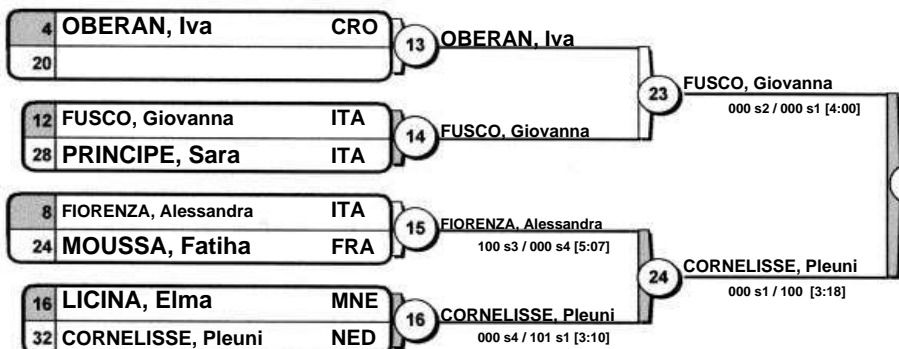 4 OBERAN, Iva CRO
20
13
OBERAN, Iva
12 FUSCO, Giovanna ITA
28 PRINCIPE, Sara ITA
14
FUSCO, Giovanna
23
FUSCO, Giovanna
000 s2 / 000 s1 [4:00]
8 FIORENZA, Alessandra ITA
24 MOUSSA, Fatiha FRA
15
FIORENZA, Alessandra
100 s3 / 000 s4 [5:07]
16 LICINA, Elma MNE
32 CORNELISSE, Pleuni NED
16
CORNELISSE, Pleuni
000 s4 / 101 s1 [3:10]
24
CORNELISSE, Pleuni
000 s1 / 100 [3:18]